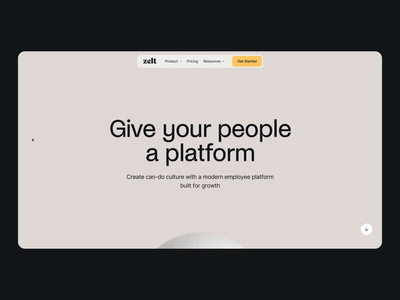 zelt Product Pricing Resources Get Started
Give your people
a platform
Create can-do culture with a modern employee platform
built for growth